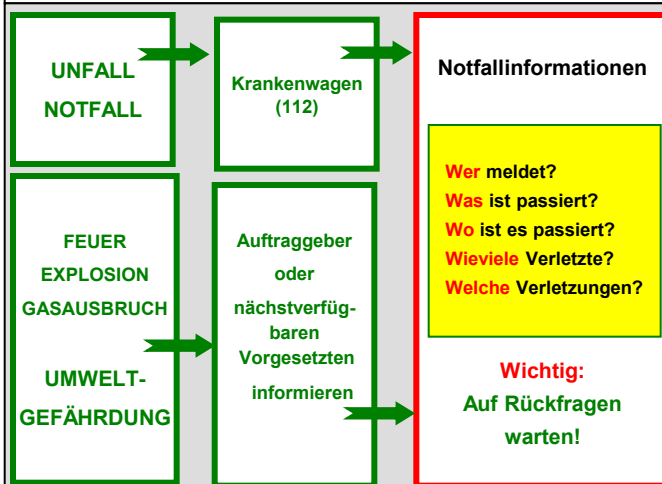 UNFALL
NOTFALL
Krankenwagen
(112)
FEUER
EXPLOSION
GASAUSBRUCH
UMWELT-
GEFÄHRDUNG
Auftraggeber
oder
nächstverfüg-
baren
Vorgesetzten
informieren
Notfallinformationen
Wer meldet?
Was ist passiert?
Wo ist es passiert?
Wieviele Verletzte?
Welche Verletzungen?
Wichtig:
Auf Rückfragen
warten!